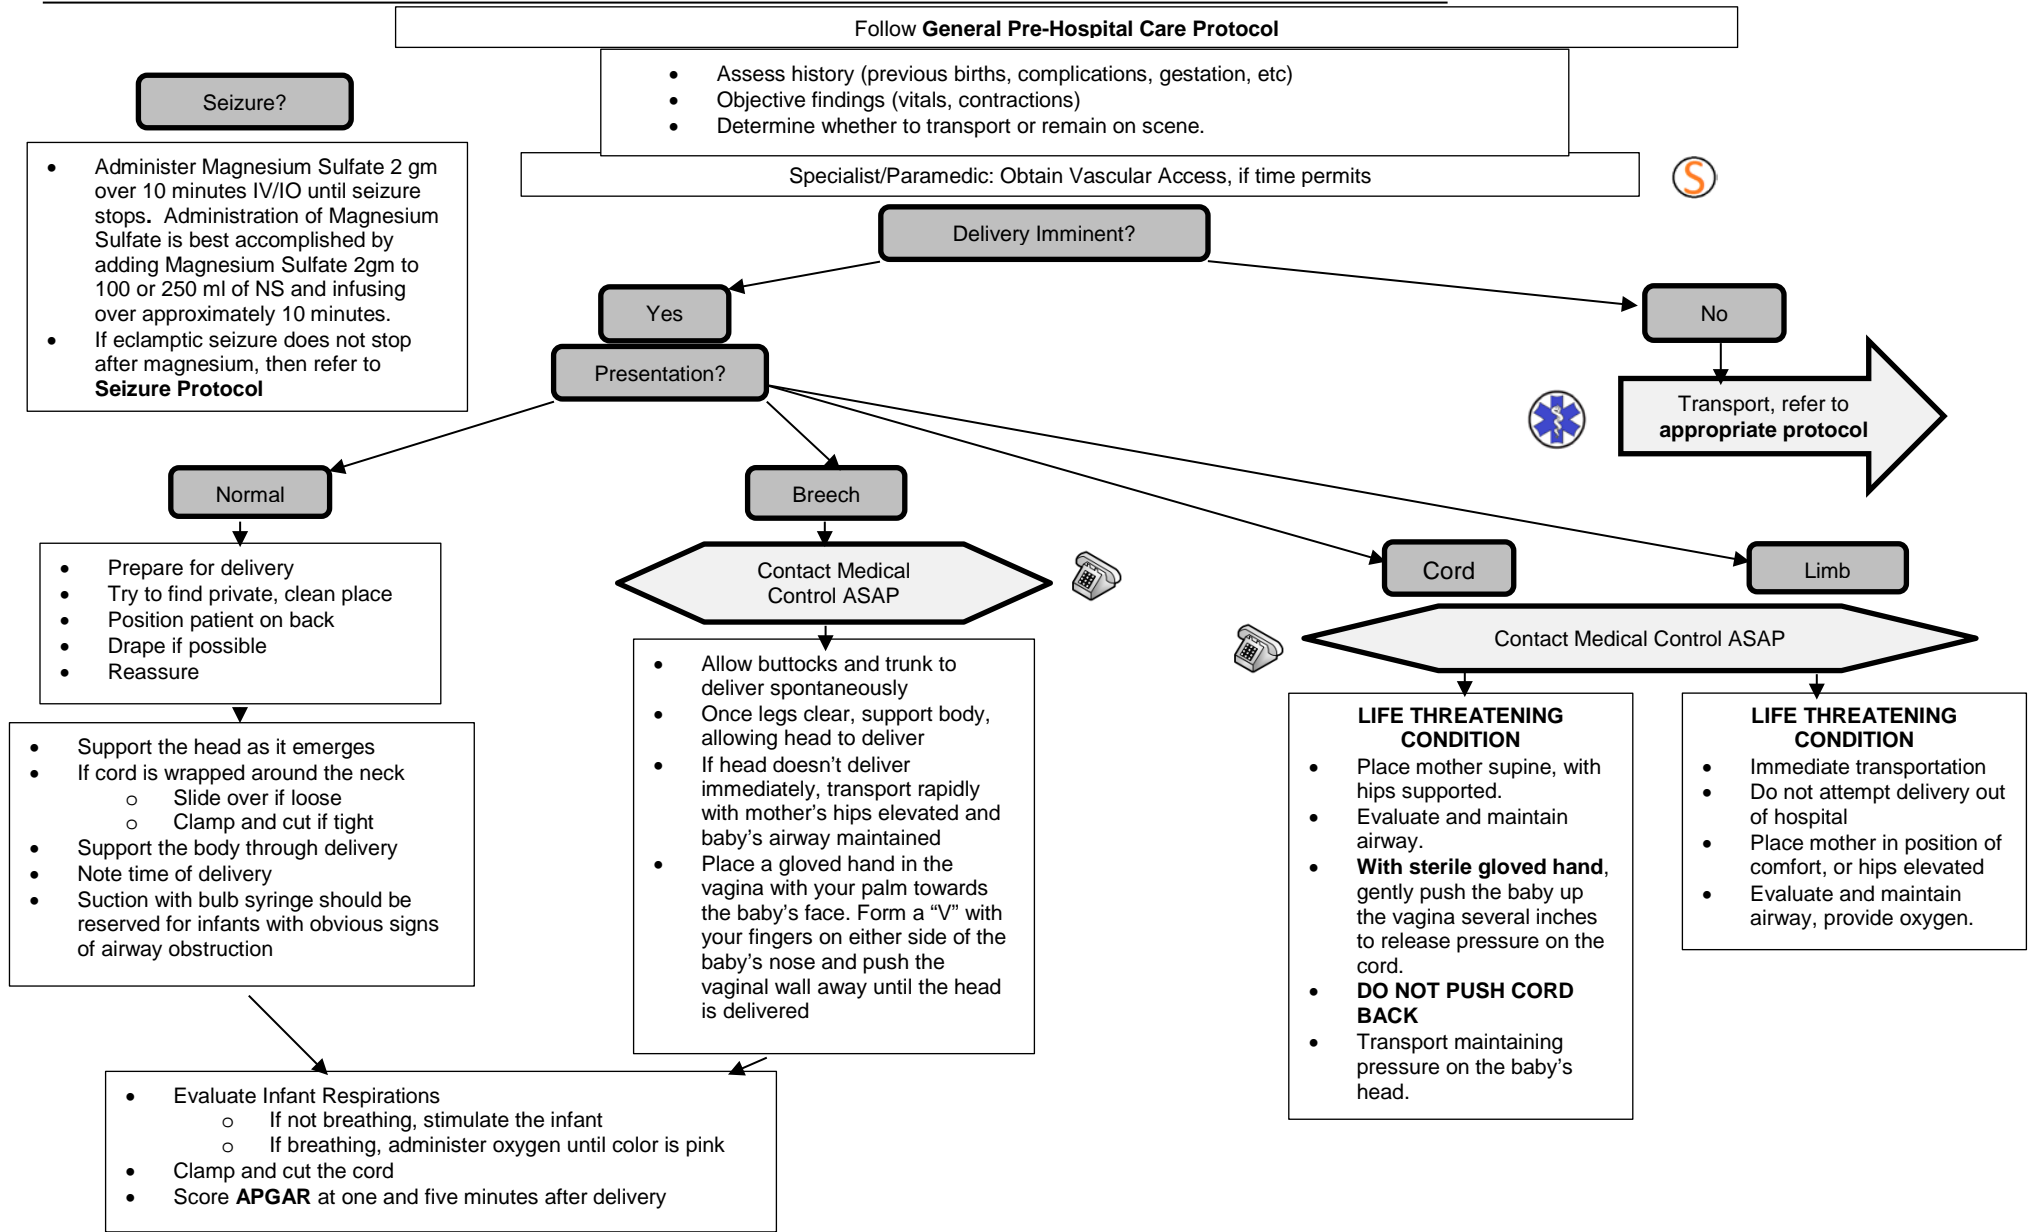 Follow General Pre-Hospital Care Protocol
• Assess history (previous births, complications, gestation, etc)
• Objective findings (vitals, contractions)
• Determine whether to transport or remain on scene.
Seizure?
• Administer Magnesium Sulfate 2 gm
over 10 minutes IV/IO until seizure
stops. Administration of Magnesium
Sulfate is best accomplished by
adding Magnesium Sulfate 2gm to
100 or 250 ml of NS and infusing
over approximately 10 minutes.
• If eclamptic seizure does not stop
after magnesium, then refer to
Seizure Protocol
Specialist/Paramedic: Obtain Vascular Access, if time permits
S
Delivery Imminent?
Yes
No
Presentation?
Transport, refer to
appropriate protocol
Normal
• Prepare for delivery
• Try to find private, clean place
• Position patient on back
• Drape if possible
• Reassure
• Support the head as it emerges
• If cord is wrapped around the neck
o Slide over if loose
o Clamp and cut if tight
• Support the body through delivery
• Note time of delivery
• Suction with bulb syringe should be
reserved for infants with obvious signs
of airway obstruction
Breech
Contact Medical
Control ASAP
• Allow buttocks and trunk to
deliver spontaneously
• Once legs clear, support body,
allowing head to deliver
• If head doesn’t deliver
immediately, transport rapidly
with mother’s hips elevated and
baby’s airway maintained
• Place a gloved hand in the
vagina with your palm towards
the baby’s face. Form a “V” with
your fingers on either side of the
baby’s nose and push the
vaginal wall away until the head
is delivered
Cord
Limb
Contact Medical Control ASAP
LIFE THREATENING
CONDITION
• Place mother supine, with
hips supported.
• Evaluate and maintain
airway.
• With sterile gloved hand,
gently push the baby up
the vagina several inches
to release pressure on the
cord.
• DO NOT PUSH CORD
BACK
• Transport maintaining
pressure on the baby’s
head.
LIFE THREATENING
CONDITION
• Immediate transportation
• Do not attempt delivery out
of hospital
• Place mother in position of
comfort, or hips elevated
• Evaluate and maintain
airway, provide oxygen.
• Evaluate Infant Respirations
o If not breathing, stimulate the infant
o If breathing, administer oxygen until color is pink
• Clamp and cut the cord
• Score APGAR at one and five minutes after delivery